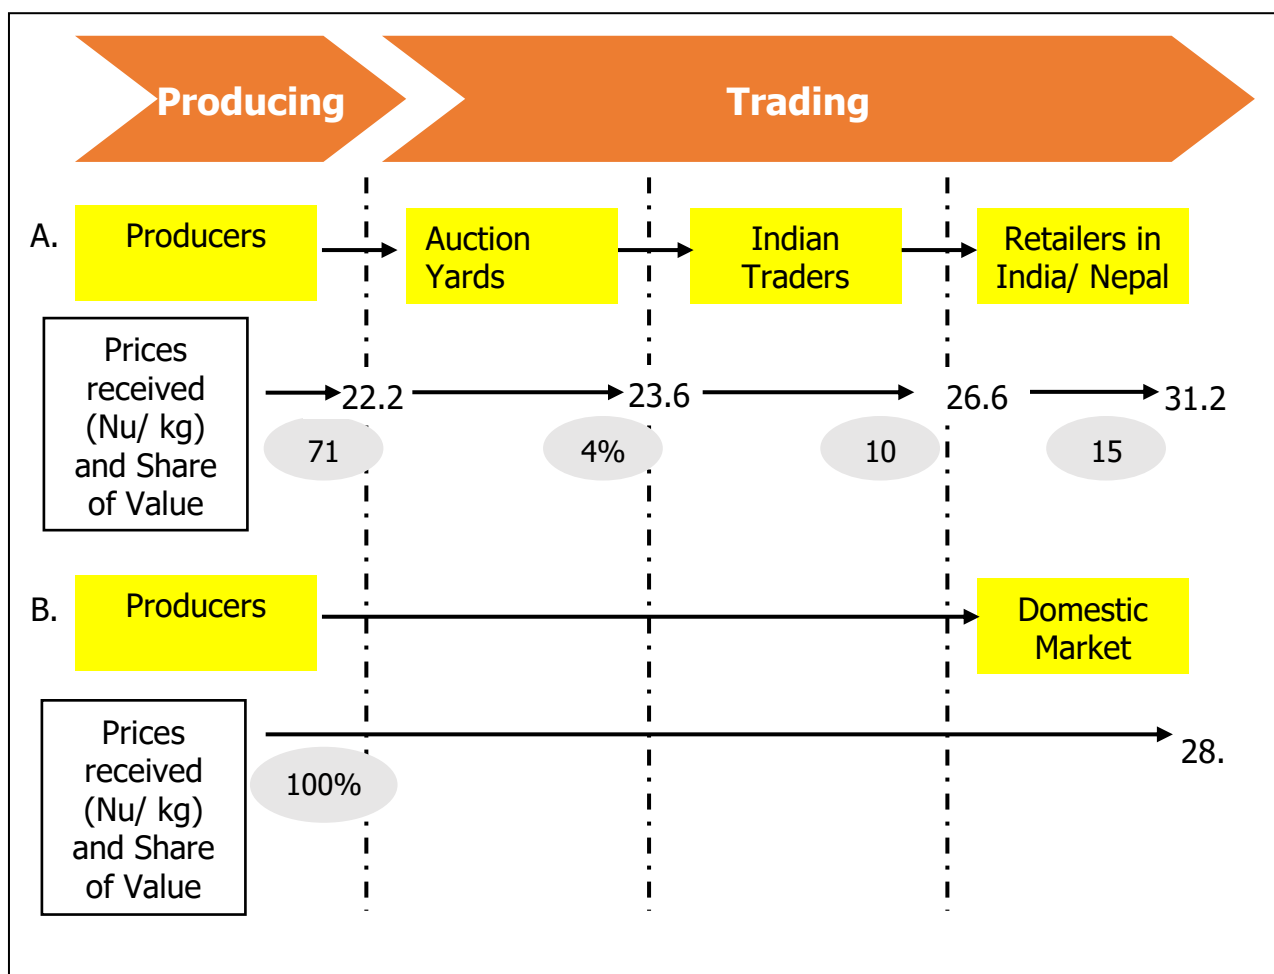 Producing
Trading
A.
Producers
Auction
Yards
Indian
Traders
Retailers in
India/ Nepal
Prices
received
(Nu/ kg)
and Share
of Value
22.2
23.6
26.6
31.2
71
4%
10
15
B.
Producers
Domestic
Market
Prices
received
(Nu/ kg)
and Share
of Value
28.
100%